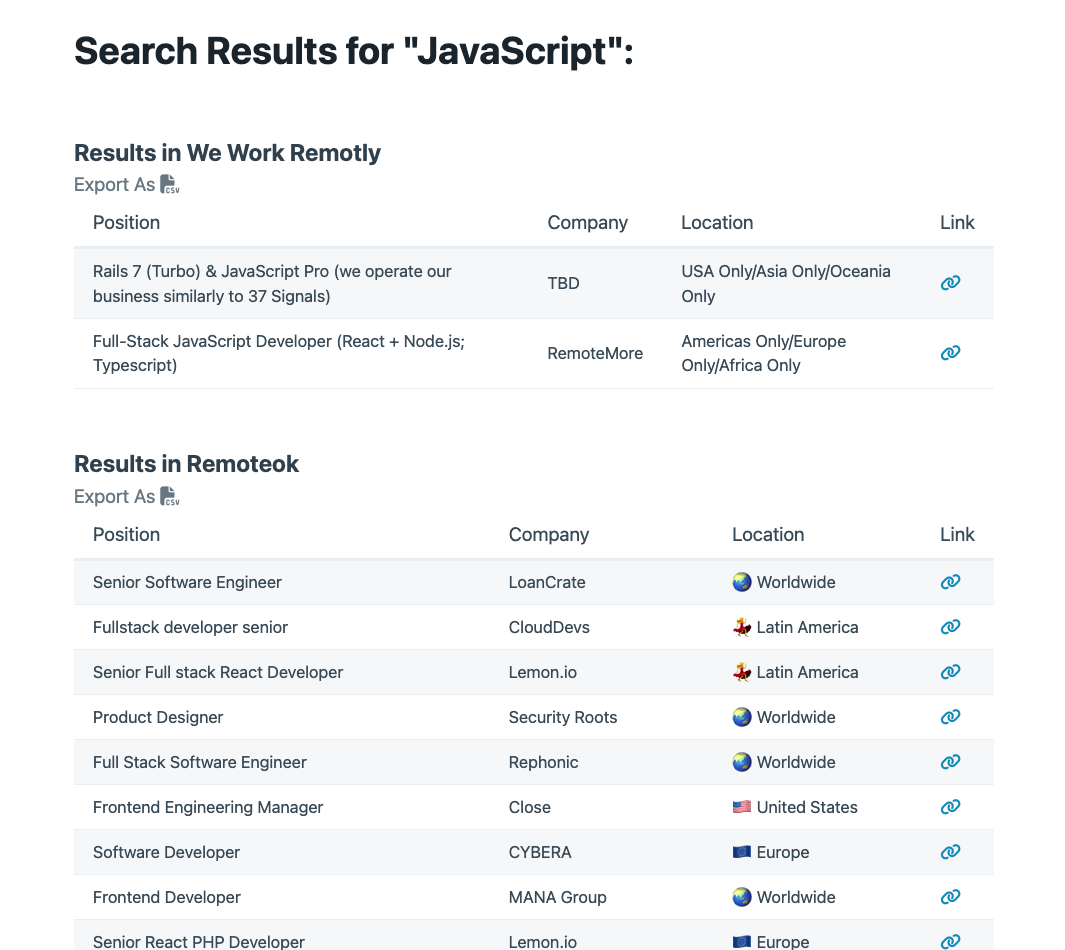 Search Results for "JavaScript":
Results in We Work Remotly
Export As CSV
Position Company Location Link
Rails 7 (Turbo) & JavaScript Pro (we operate our
business similarly to 37 Signals)
TBD
USA Only/Asia Only/Oceania
Only
Full-Stack JavaScript Developer (React + Node.js;
Typescript)
RemoteMore
Americas Only/Europe
Only/Africa Only
Results in Remoteok
Export As CSV
Position Company Location Link
Senior Software Engineer LoanCrate 🌏 Worldwide
Fullstack developer senior CloudDevs 💃 Latin America
Senior Full stack React Developer Lemon.io 💃 Latin America
Product Designer Security Roots 🌏 Worldwide
Full Stack Software Engineer Rephonic 🌏 Worldwide
Frontend Engineering Manager Close 🇺🇸 United States
Software Developer CYBERA 🇪🇺 Europe
Frontend Developer MANA Group 🌏 Worldwide
Senior React PHP Developer Lemon.io 🇪🇺 Europe